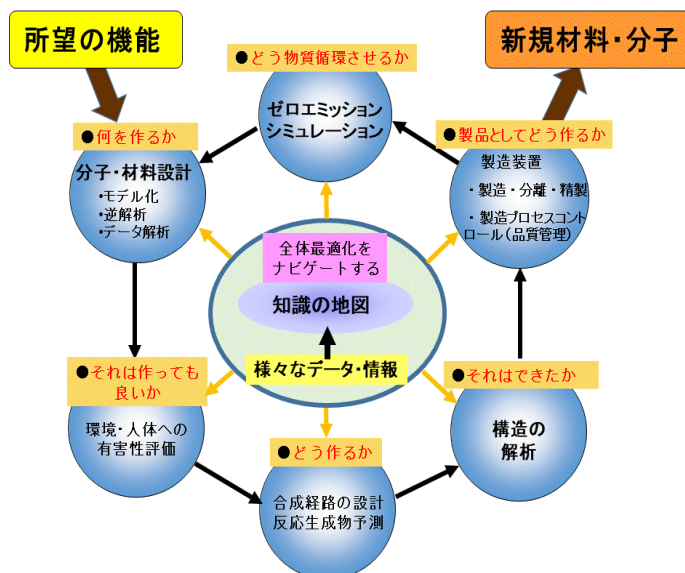 所望の機能
新規材料・分子
●どう物質循環させるか
ゼロエミッション
シミュレーション
●何を作るか
分子・材料設計
・モデル化
・逆解析
・データ解析
●製品としてどう作るか
製造装置
・製造・分離・精製
・製造プロセスコント
ロール(品質管理)
全体最適化を
ナビゲートする
知識の地図
様々なデータ・情報
●それは作っても
良いか
環境・人体への
有害性評価
●どう作るか
合成経路の設計
反応生成物予測
●それはできたか
構造の
解析